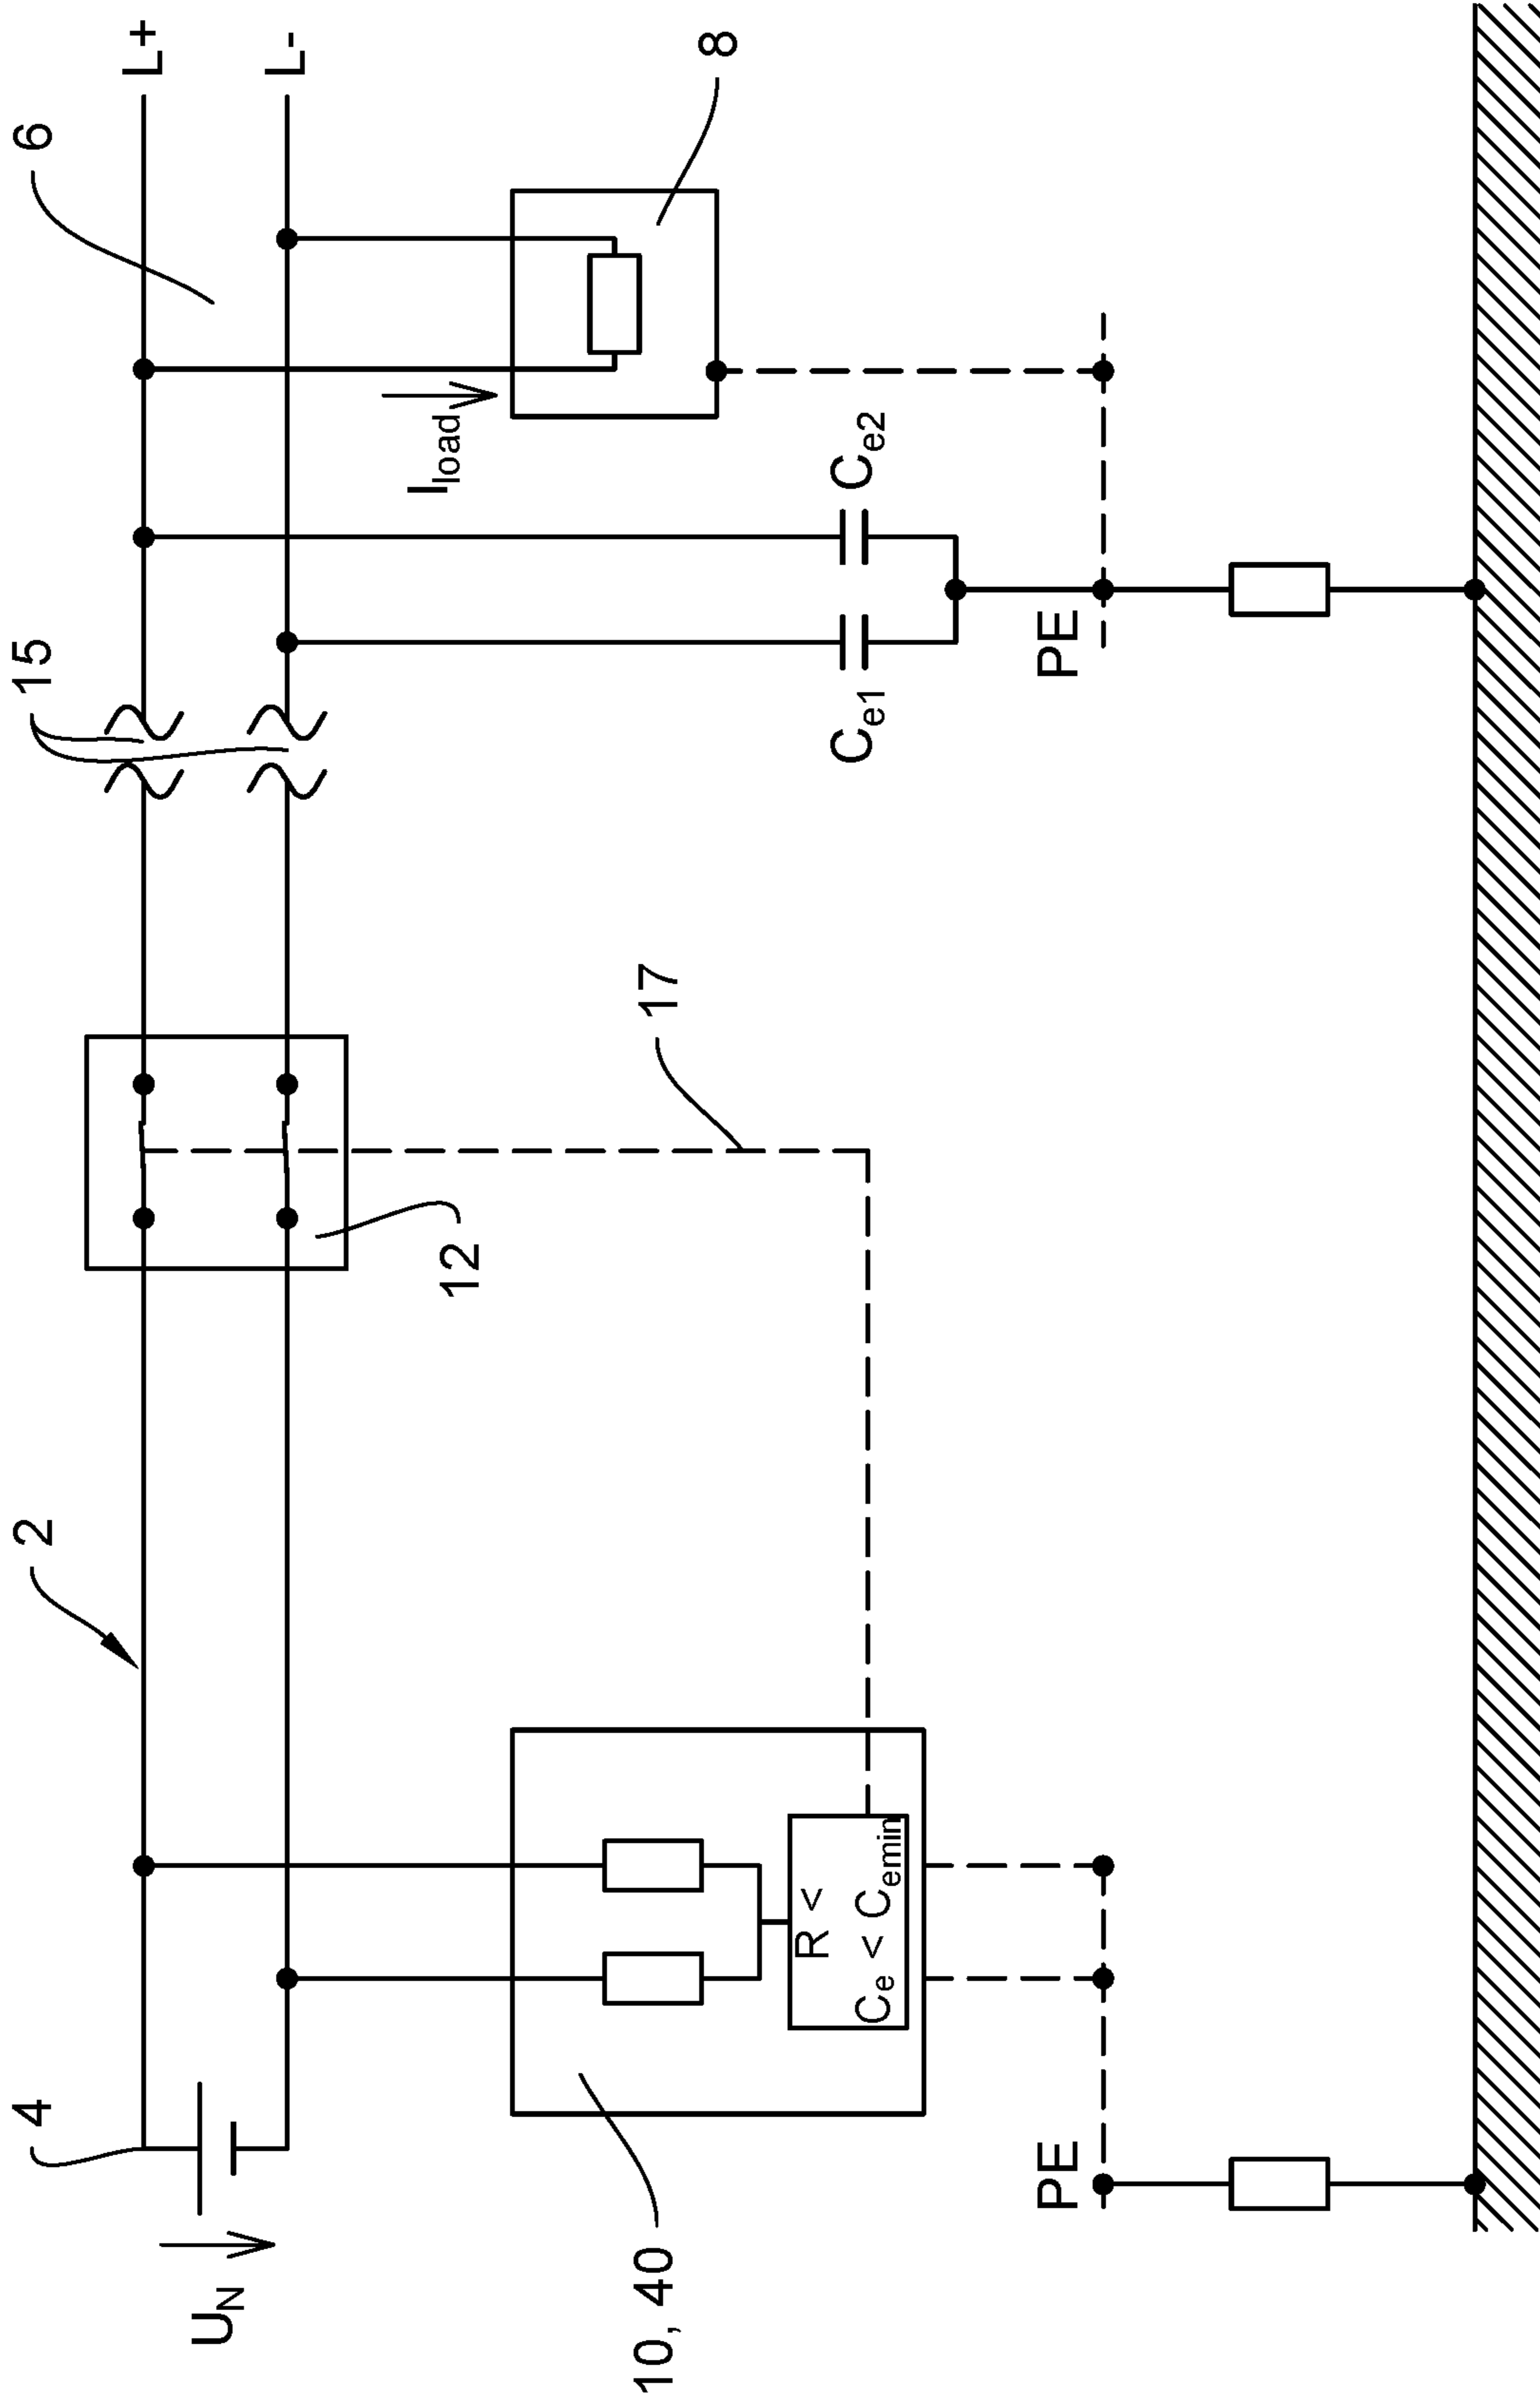 4
2
15
6
L+
L-
U_N
12
17
I_load
8
10, 40
R <
C_e < C_emin
C_e1
C_e2
PE
PE